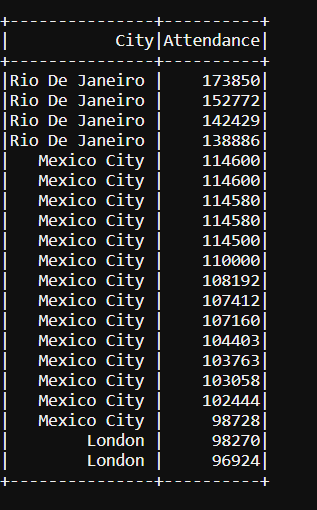 +---------------+----------+
|           City|Attendance|
+---------------+----------+
|Rio De Janeiro |    173850|
|Rio De Janeiro |    152772|
|Rio De Janeiro |    142429|
|Rio De Janeiro |    138886|
|   Mexico City |    114600|
|   Mexico City |    114600|
|   Mexico City |    114580|
|   Mexico City |    114580|
|   Mexico City |    114500|
|   Mexico City |    110000|
|   Mexico City |    108192|
|   Mexico City |    107412|
|   Mexico City |    107160|
|   Mexico City |    104403|
|   Mexico City |    103763|
|   Mexico City |    103058|
|   Mexico City |    102444|
|   Mexico City |     98728|
|        London |     98270|
|        London |     96924|
+---------------+----------+